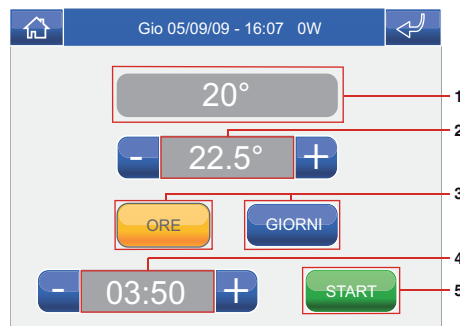 Gio 05/09/09 - 16:07 0W
20°
1
2
- 22.5° +
3
ORE GIORNI
4
- 03:50 +
START
5